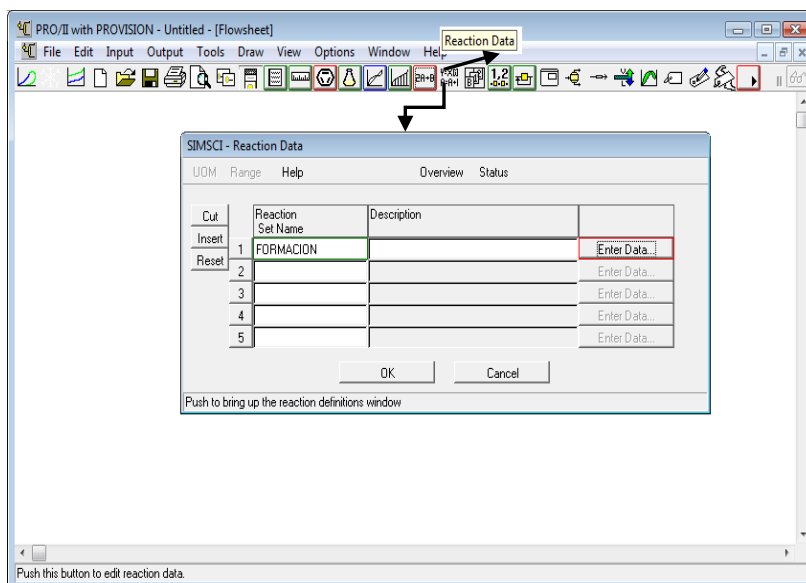 PRO/II with PROVISION - Untitled - [Flowsheet]
File Edit Input Output Tools Draw View Options Window Help
Reaction Data
2A+B
1,2
SIMSCI - Reaction Data
UOM Range Help Overview Status
Cut
Insert
Reset
Reaction
Set Name
Description
1 FORMACION Enter Data...
2 Enter Data...
3 Enter Data...
4 Enter Data...
5 Enter Data...
OK Cancel
Push to bring up the reaction definitions window
Push this button to edit reaction data.